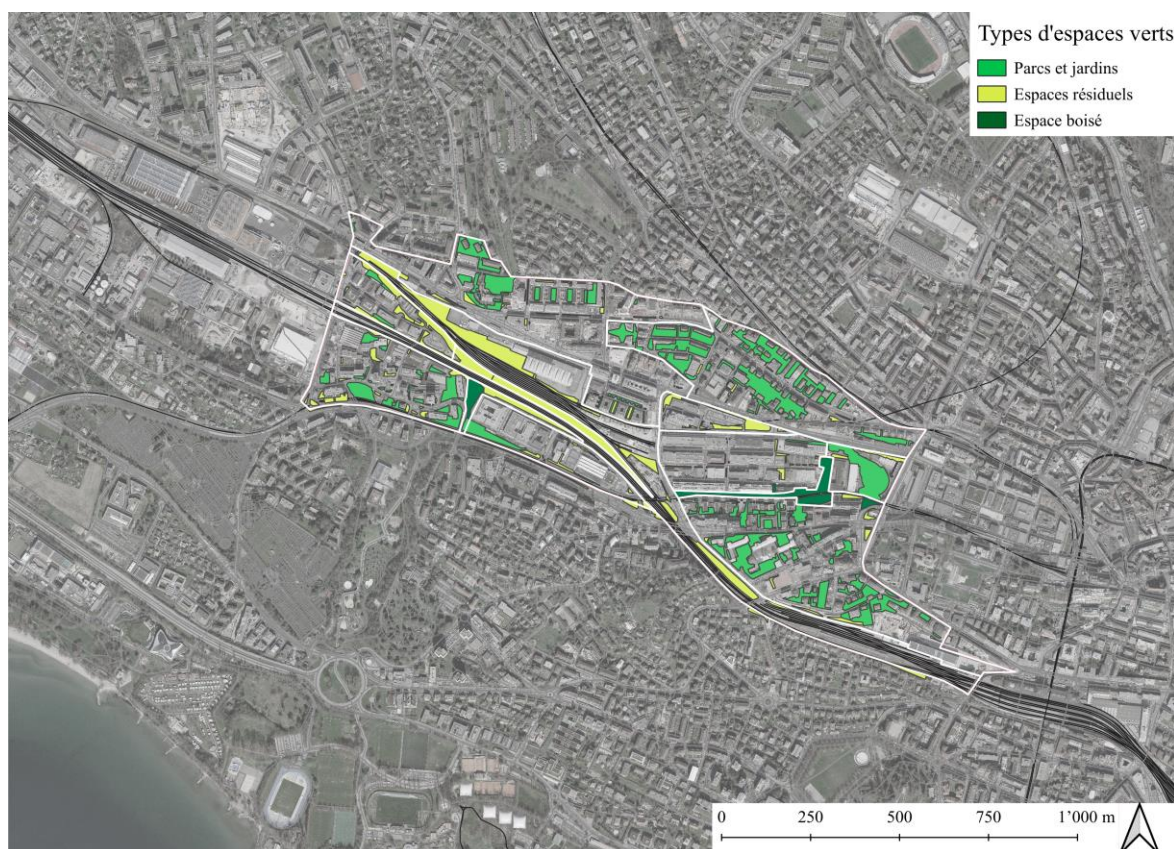 Types d'espaces verts
Parcs et jardins
Espaces résiduels
Espace boisé
0 250 500 750 1'000 m